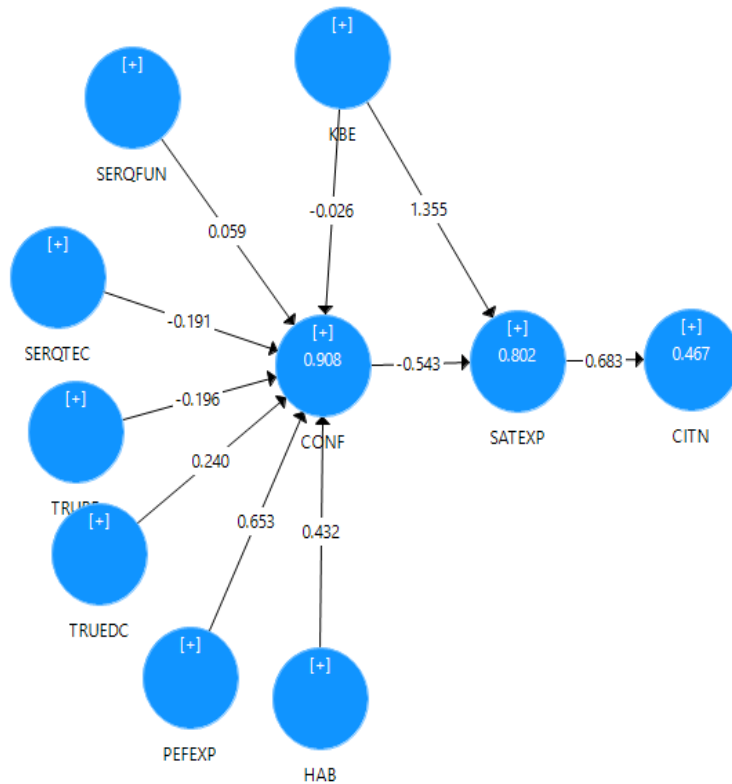 [+]
KBE
[+]
SERQFUN
-0.026
1.355
0.059
[+]
SERQTEC
-0.191
[+]
0.908
CONF
-0.543
[+]
0.802
SATEXP
0.683
[+]
0.467
CITN
[+]
-0.196
0.240
[+]
TRUEDC
0.653
0.432
[+]
PEFEXP
[+]
HAB